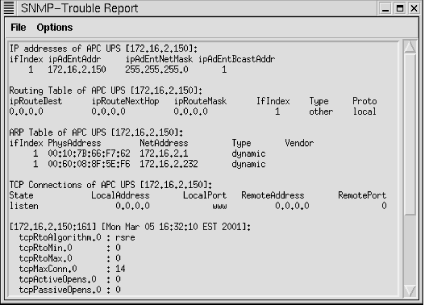 SNMP-Trouble Report
File Options
IP addresses of APC UPS [172.16.2.150]:
ifIndex ipAdEntAddr ipAdEntNetMask ipAdEntBcastAddr
1 172.16.2.150 255.255.255.0 1
Routing Table of APC UPS [172.16.2.150]:
ipRouteDest ipRouteNextHop ipRouteMask IfIndex Type Proto
0.0.0.0 0.0.0.0 0.0.0.0 1 other local
ARP Table of APC UPS [172.16.2.150]:
ifIndex PhysAddress NetAddress Type Vendor
1 00:10:7B:66:F7:62 172.16.2.1 dynamic
1 00:60:08:8F:5E:F6 172.16.2.232 dynamic
TCP Connections of APC UPS [172.16.2.150]:
State LocalAddress LocalPort RemoteAddress RemotePort
listen 0.0.0.0 www 0.0.0.0 0
[172.16.2.150:161] [Mon Mar 05 16:32:10 EST 2001]:
tcpRtoAlgorithm.0 : rsre
tcpRtoMin.0 : 0
tcpRtoMax.0 : 0
tcpMaxConn.0 : 14
tcpActiveOpens.0 : 0
tcpPassiveOpens.0 : 0